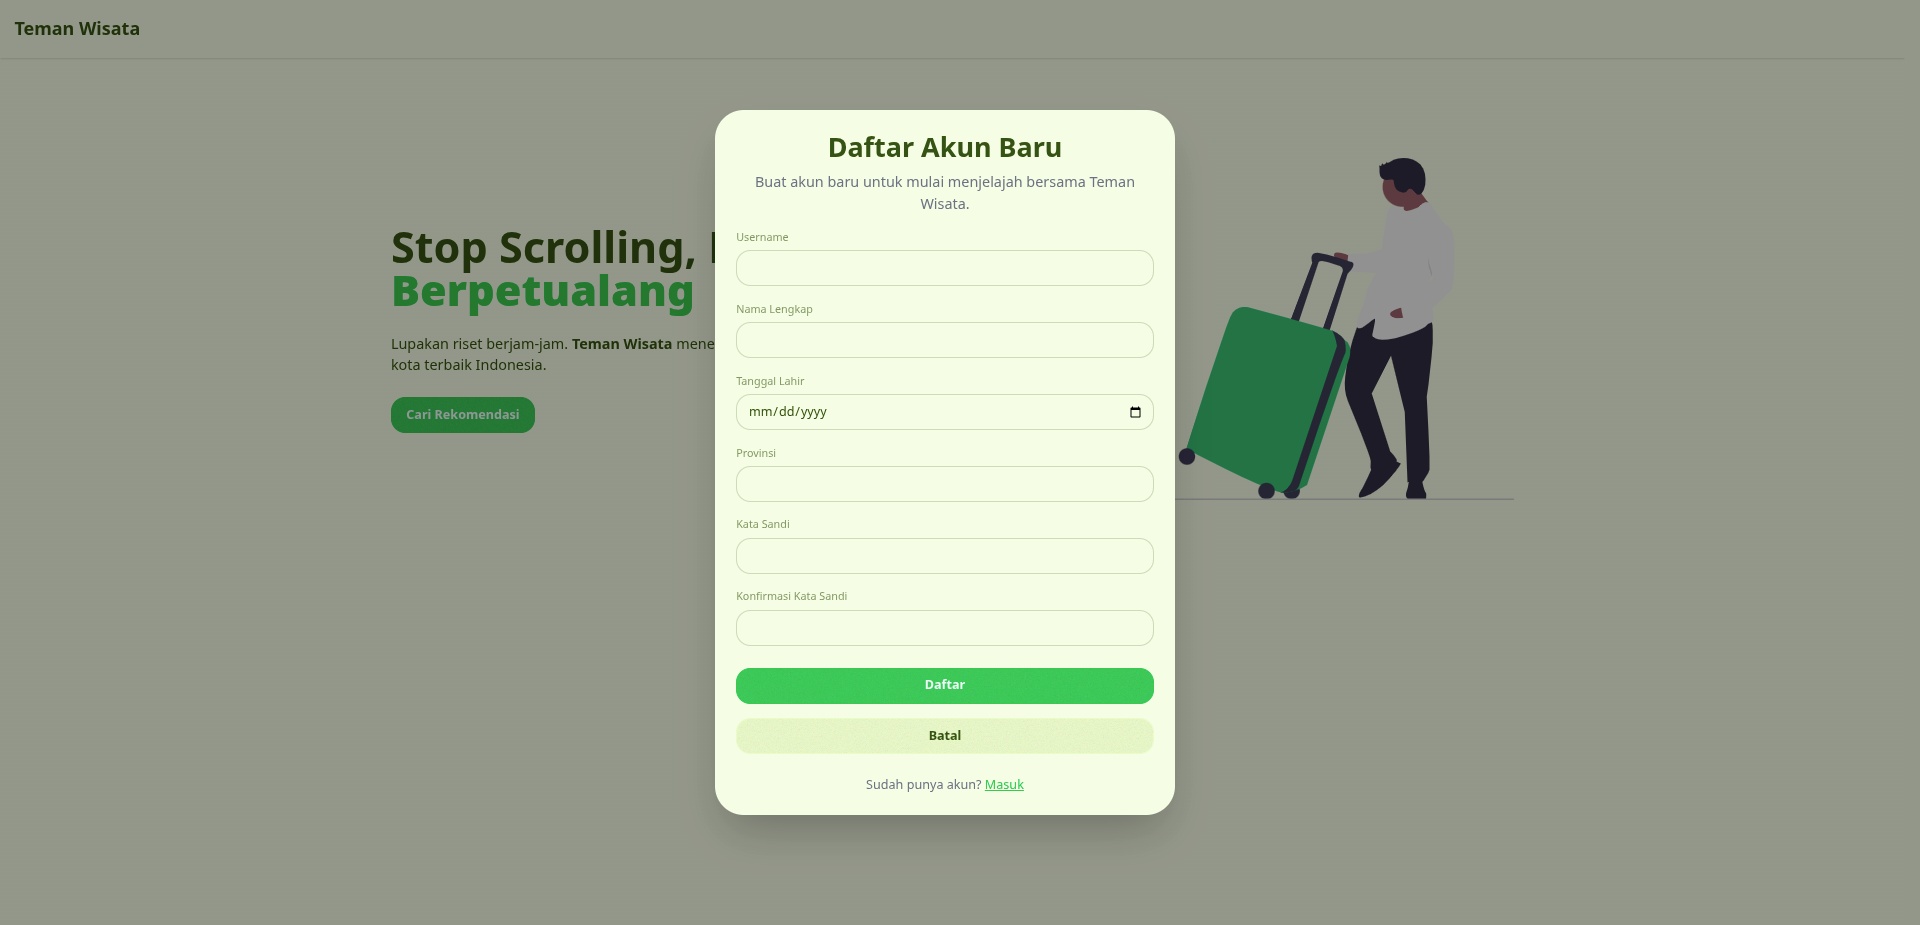 Teman Wisata
Stop Scrolling,
Berpetualang
Lupakan riset berjam-jam. Teman Wisata mene
kota terbaik Indonesia.
Cari Rekomendasi
Daftar Akun Baru
Buat akun baru untuk mulai menjelajah bersama Teman
Wisata.
Username
Nama Lengkap
Tanggal Lahir
mm/dd/yyyy
Provinsi
Kata Sandi
Konfirmasi Kata Sandi
Daftar
Batal
Sudah punya akun? Masuk